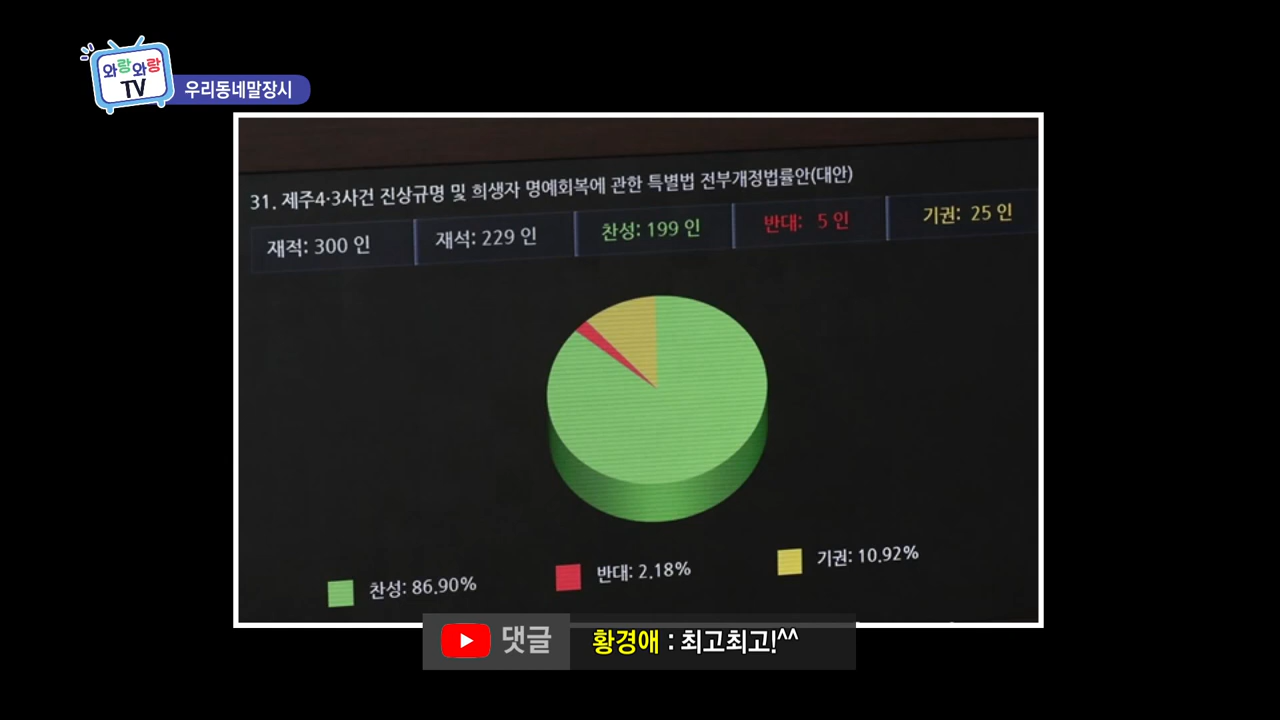 와랑와랑
TV
우리동네말장시
31. 제주4·3사건 진상규명 및 희생자 명예회복에 관한 특별법 전부개정법률안(대안)
재적: 300 인
재석: 229 인
찬성: 199 인
반대: 5 인
기권: 25 인
찬성: 86.90%
반대: 2.18%
기권: 10.92%
댓글
황경애 : 최고최고!^^